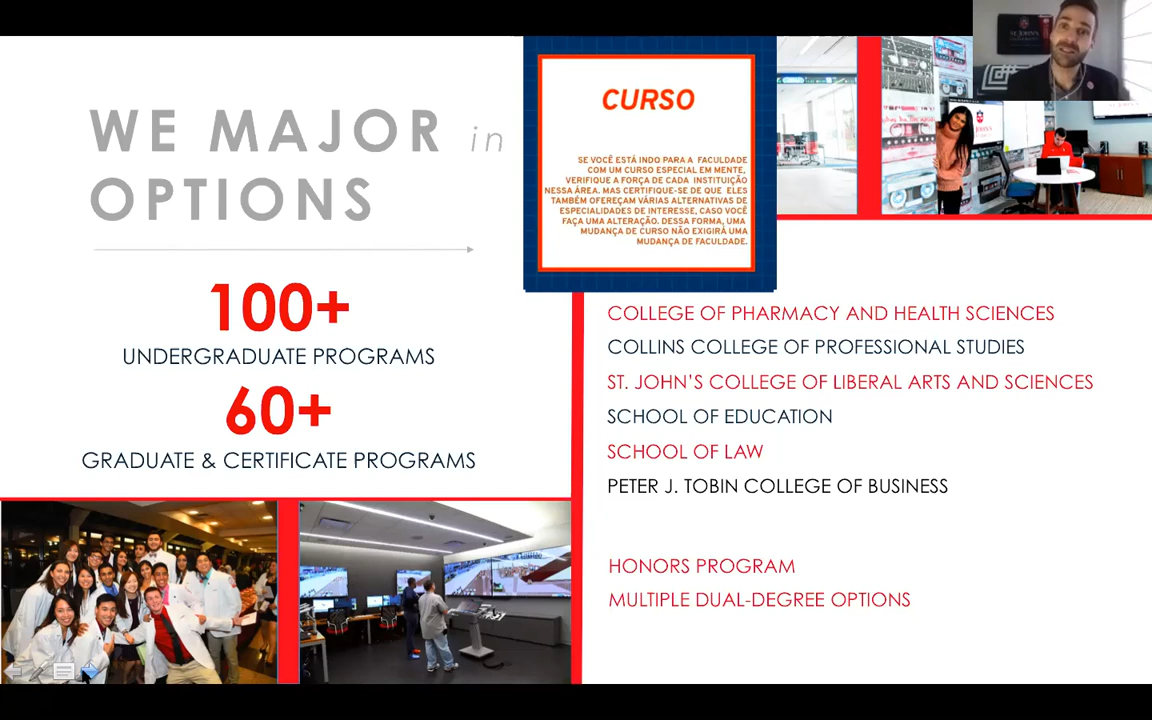 WE MAJOR in
OPTIONS
100+
UNDERGRADUATE PROGRAMS
60+
GRADUATE & CERTIFICATE PROGRAMS
CURSO
SE VOCÊ ESTÁ INDO PARA A FACULDADE
COM UM CURSO ESPECIAL EM MENTE,
VERIFIQUE A FORÇA DE CADA INSTITUIÇÃO
NESSA ÁREA. MAS CERTIFIQUE-SE DE QUE ELES
TAMBÉM OFEREÇAM VÁRIAS ALTERNATIVAS DE
ESPECIALIDADES DE INTERESSE, CASO VOCÊ
FAÇA UMA ALTERAÇÃO. DESSA FORMA, UMA
MUDANÇA DE CURSO NÃO EXIGIRÁ UMA
MUDANÇA DE FACULDADE.
ST. JOHN'S
UNIVERSITY
COLLEGE OF PHARMACY AND HEALTH SCIENCES
COLLINS COLLEGE OF PROFESSIONAL STUDIES
ST. JOHN'S COLLEGE OF LIBERAL ARTS AND SCIENCES
SCHOOL OF EDUCATION
SCHOOL OF LAW
PETER J. TOBIN COLLEGE OF BUSINESS
HONORS PROGRAM
MULTIPLE DUAL-DEGREE OPTIONS